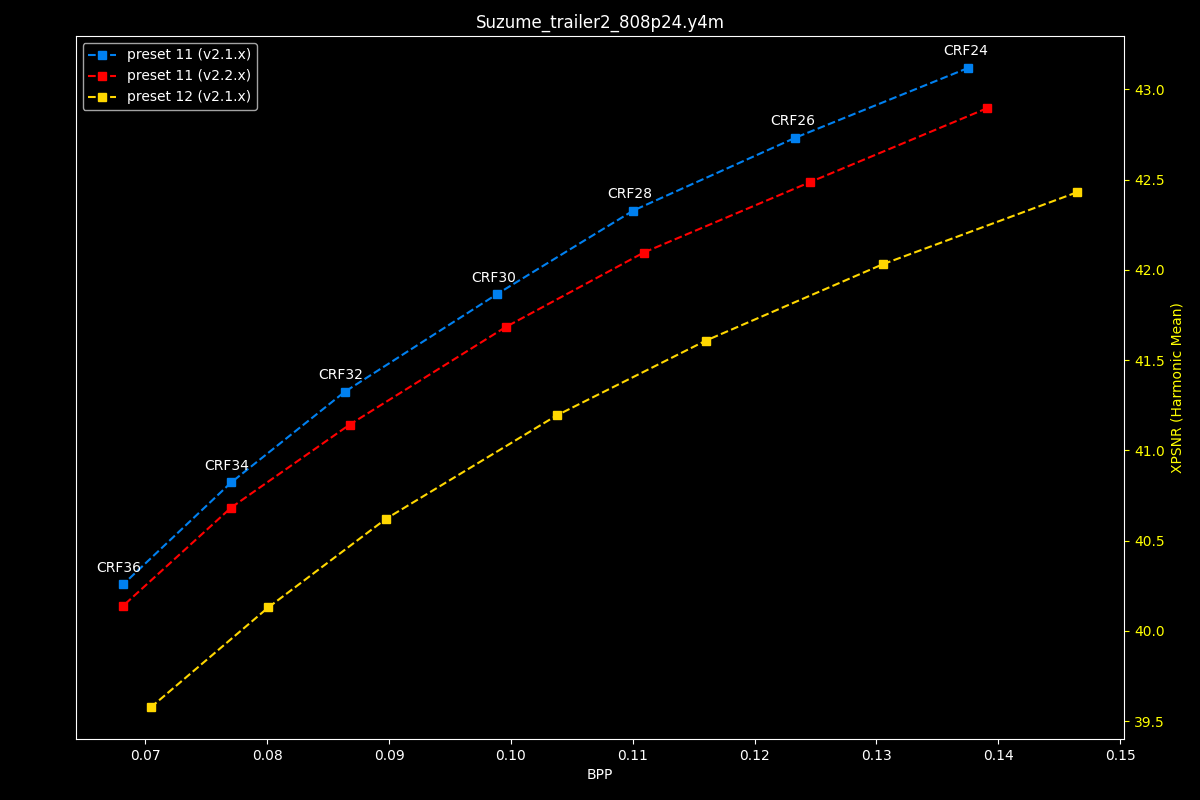 Suzume_trailer2_808p24.y4m
preset 11 (v2.1.x)
preset 11 (v2.2.x)
preset 12 (v2.1.x)
CRF24
CRF26
CRF28
CRF30
CRF32
CRF34
CRF36
43.0
42.5
42.0
41.5
41.0
40.5
40.0
39.5
XPSNR (Harmonic Mean)
0.07 0.08 0.09 0.10 0.11 0.12 0.13 0.14 0.15
BPP